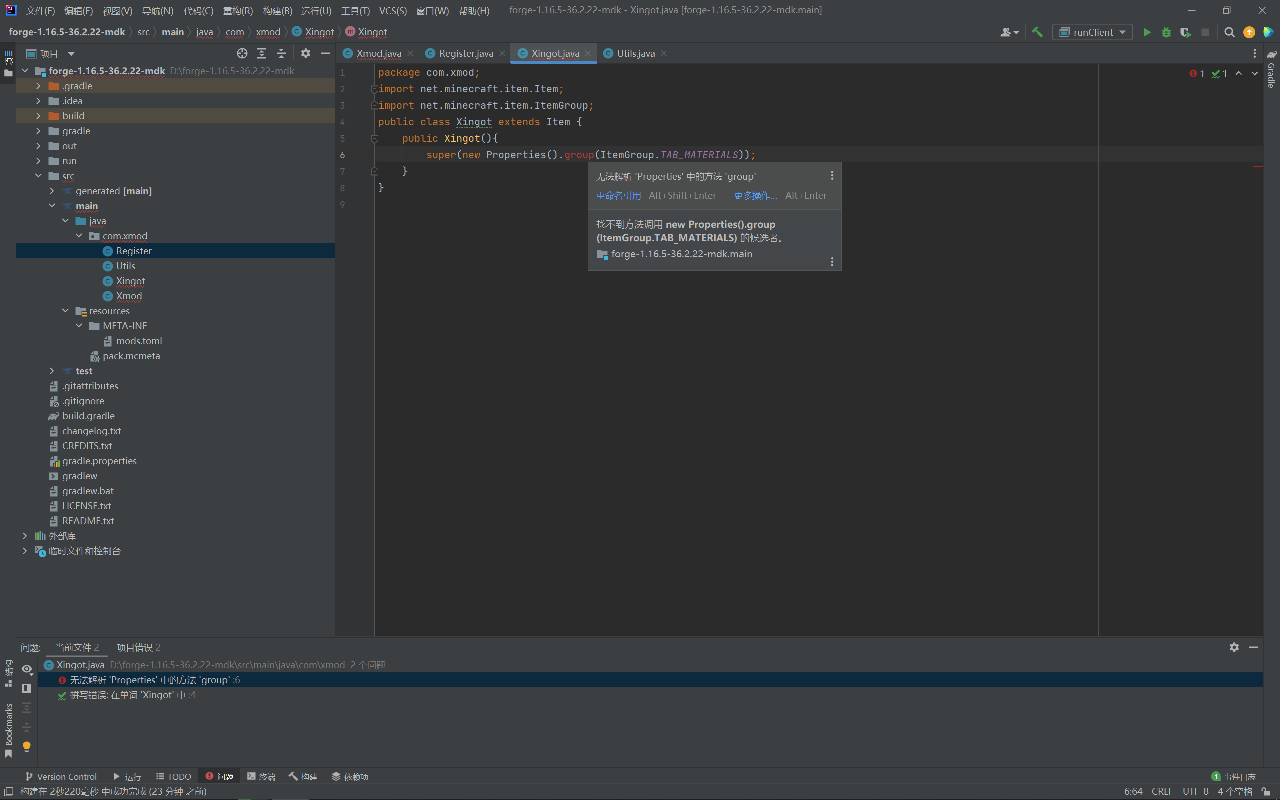 文件(F) 编辑(E) 视图(V) 导航(N) 代码(C) 重构(R) 构建(B) 运行(U) 工具(T) VCS(S) 窗口(W) 帮助(H) forge-1.16.5-36.2.22-mdk - Xingot.java [forge-1.16.5-36.2.22-mdk.main]
forge-1.16.5-36.2.22-mdk src main java com xmod Xingot Xingot runClient
项目 Xmod.java Register.java Xingot.java Utils.java
forge-1.16.5-36.2.22-mdk D:\forge-1.16.5-36.2.22-mdk
.gradle
.idea
build
gradle
out
run
src
generated [main]
main
java
com.xmod
Register
Utils
Xingot
Xmod
resources
META-INF
mods.toml
pack.mcmeta
test
.gitattributes
.gitignore
build.gradle
changelog.txt
CREDITS.txt
gradle.properties
gradlew
gradlew.bat
LICENSE.txt
README.txt
外部库
临时文件和控制台
1 package com.xmod;
2 import net.minecraft.item.Item;
3 import net.minecraft.item.ItemGroup;
4 public class Xingot extends Item {
5 public Xingot(){
6 super(new Properties().group(ItemGroup.TAB_MATERIALS));
7 }
8 }
9
1 1
Gradle
无法解析 'Properties' 中的方法 'group'
重命名引用 Alt+Shift+Enter 更多操作... Alt+Enter
找不到方法调用 new Properties().group
(ItemGroup.TAB_MATERIALS) 的候选者。
forge-1.16.5-36.2.22-mdk.main
问题: 当前文件 2 项目错误 2
Xingot.java D:\forge-1.16.5-36.2.22-mdk\src\main\java\com\xmod 2 个问题
无法解析 'Properties' 中的方法 'group' :6
拼写错误: 在单词 'Xingot' 中 :4
结构
Bookmarks
Version Control 运行 TODO 问题 终端 构建 依赖项 1 事件日志
构建在 2秒220毫秒 中成功完成 (23 分钟 之前) 6:64 CRLF UTF-8 4 个空格